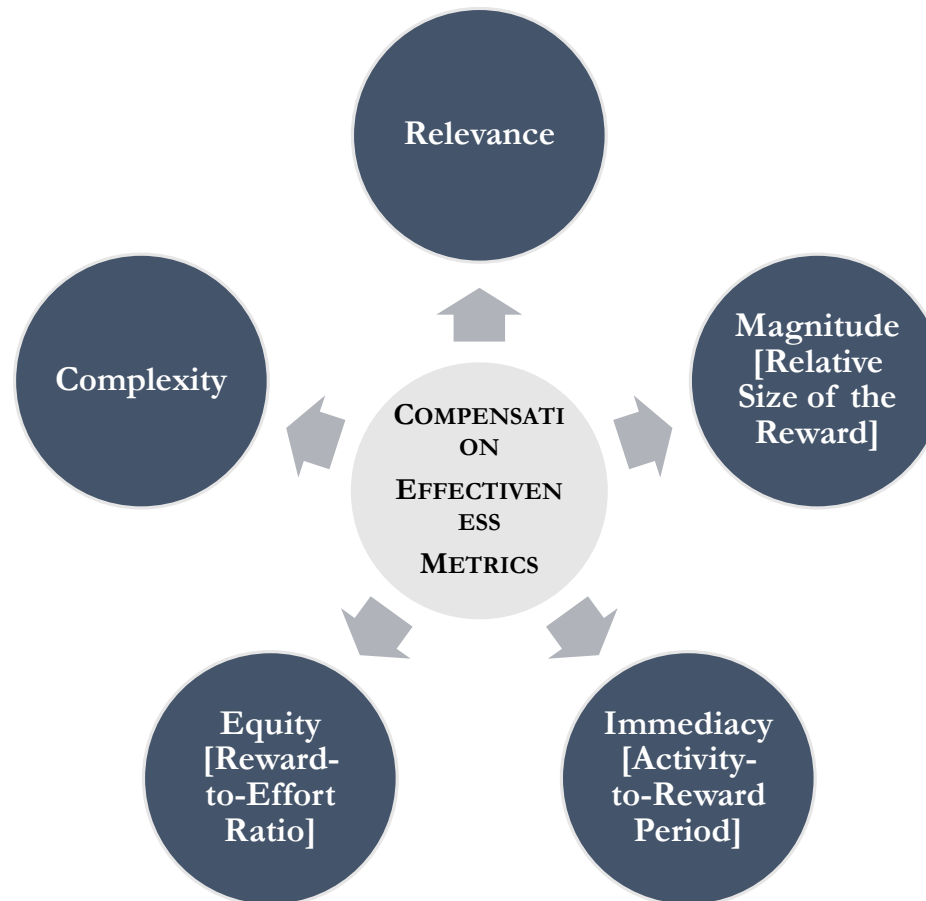 Relevance
Magnitude
[Relative
Size of the
Reward]
Complexity
COMPENSATI
ON
EFFECTIVEN
ESS
METRICS
Equity
[Reward-
to-Effort
Ratio]
Immediacy
[Activity-
to-Reward
Period]